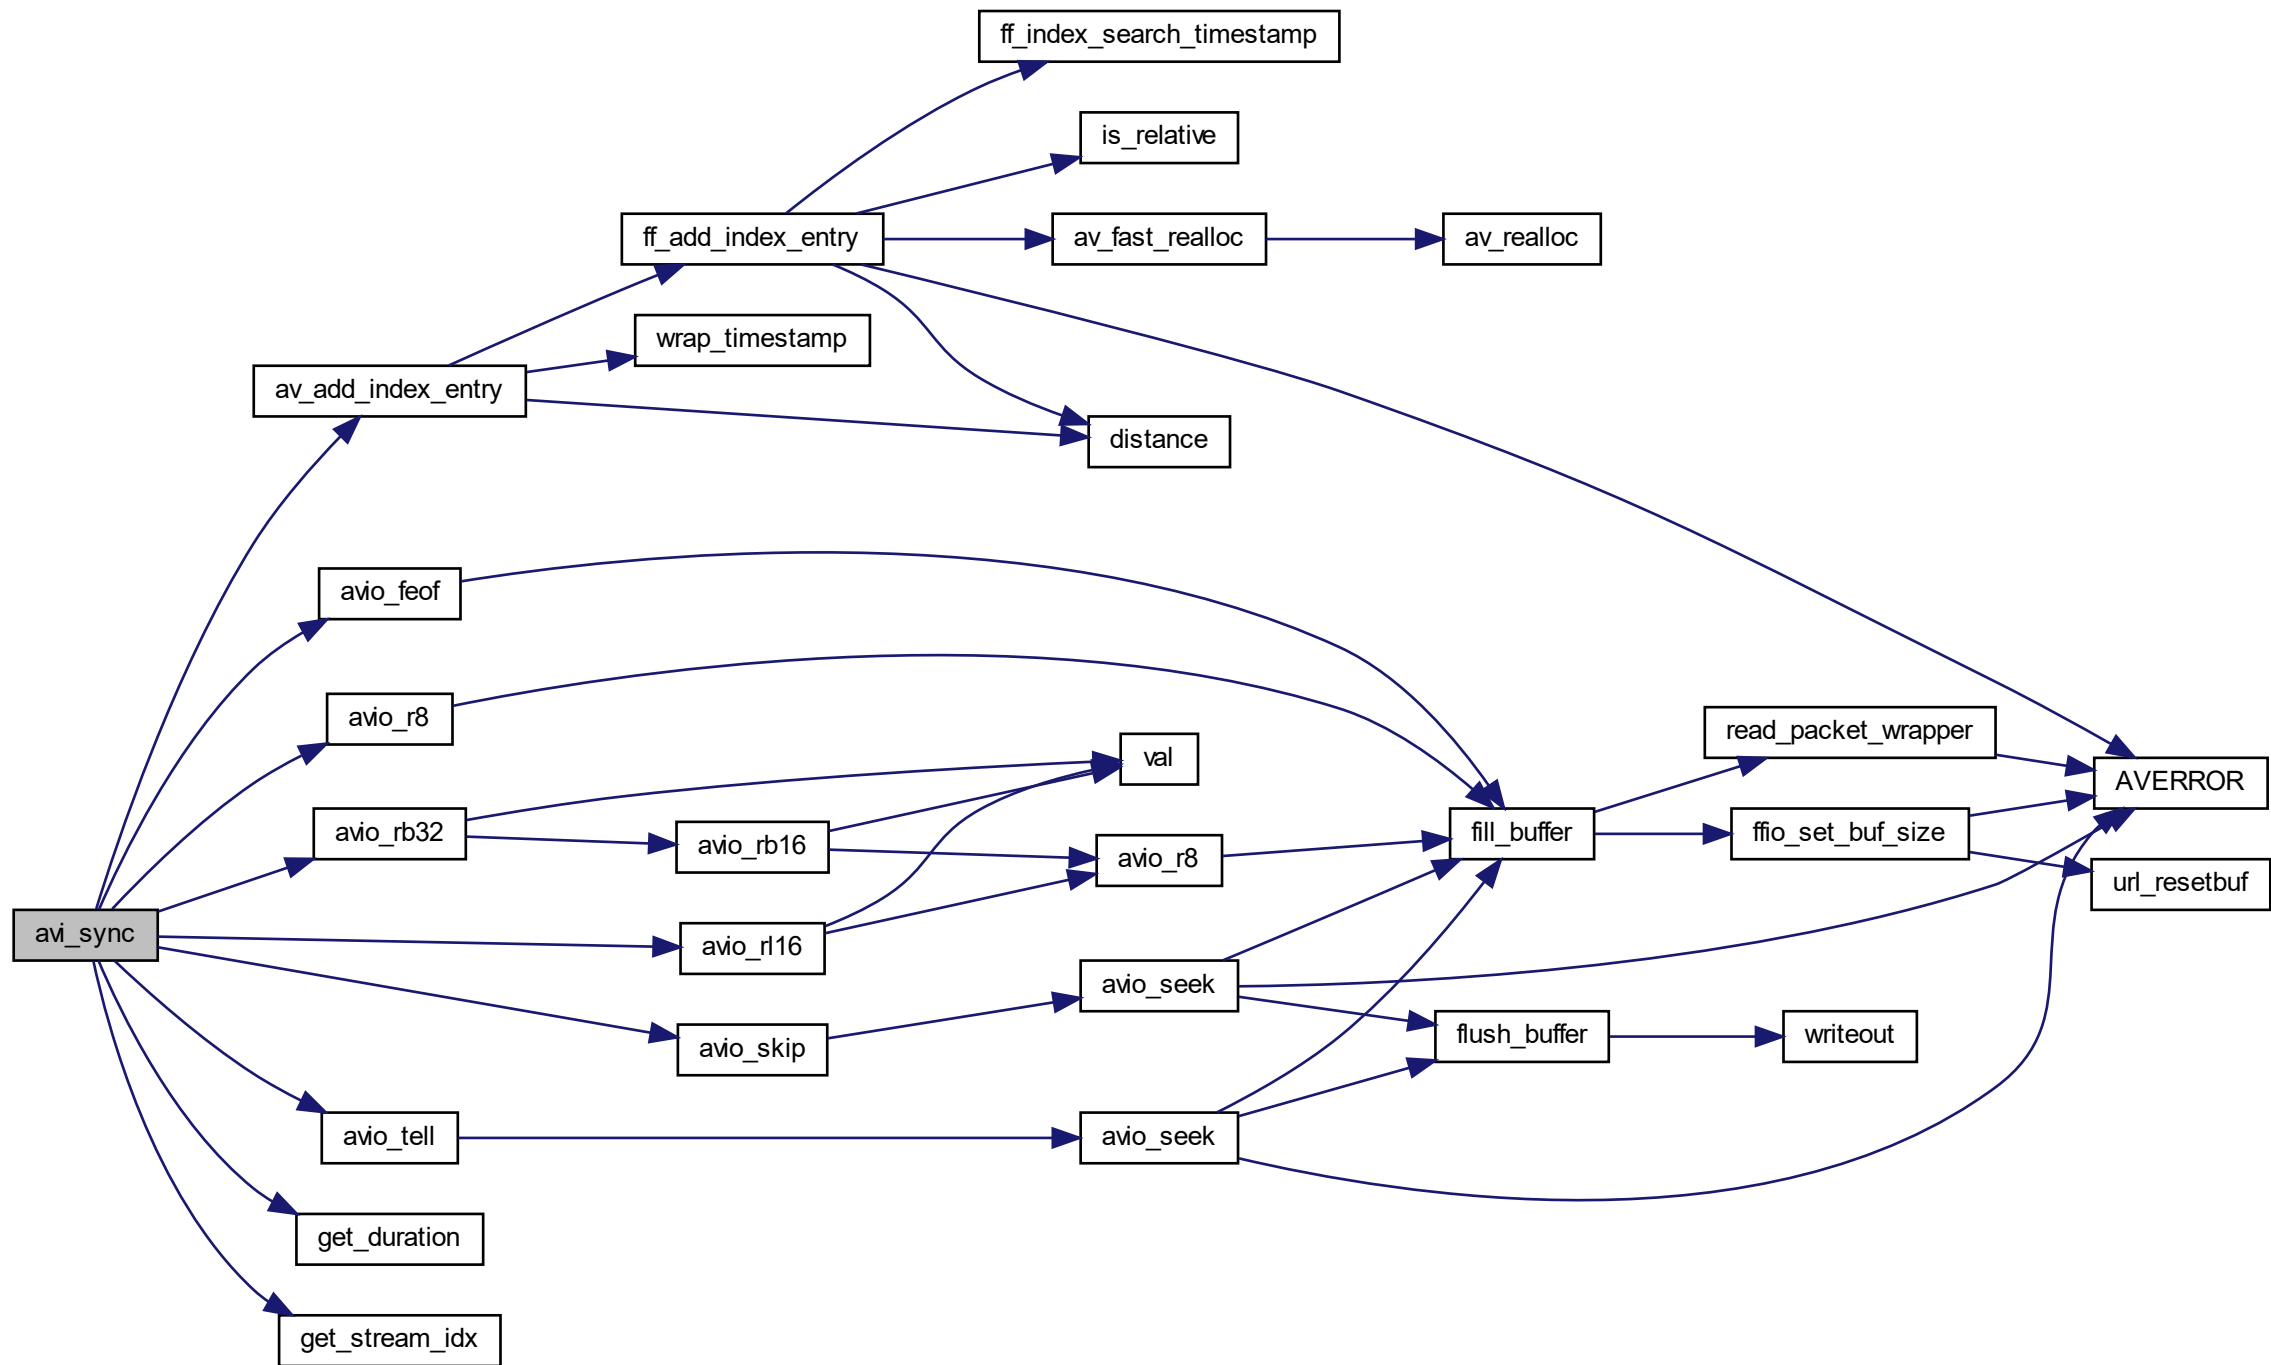 ff_index_search_timestamp
is_relative
ff_add_index_entry
av_fast_realloc
av_realloc
wrap_timestamp
av_add_index_entry
distance
avio_feof
avio_r8
read_packet_wrapper
val
AVERROR
avio_rb32
fill_buffer
ffio_set_buf_size
avio_rb16
avio_r8
url_resetbuf
avi_sync
avio_rl16
avio_seek
flush_buffer
writeout
avio_skip
avio_tell
avio_seek
get_duration
get_stream_idx